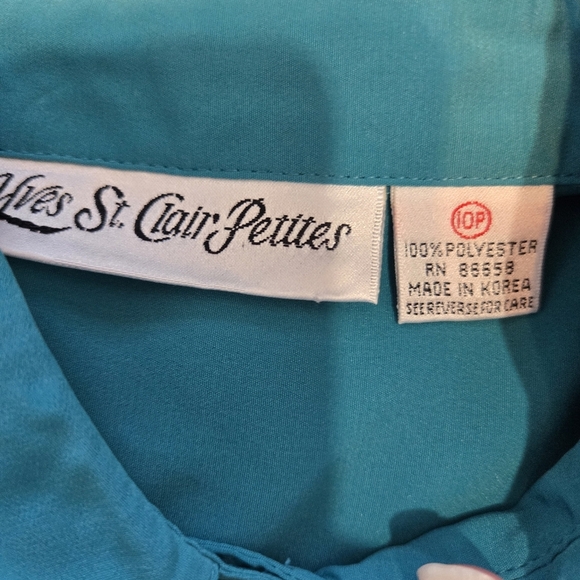 Yves St. Clair Petites
10P
100% POLYESTER
RN 86658
MADE IN KOREA
SEE REVERSE FOR CARE